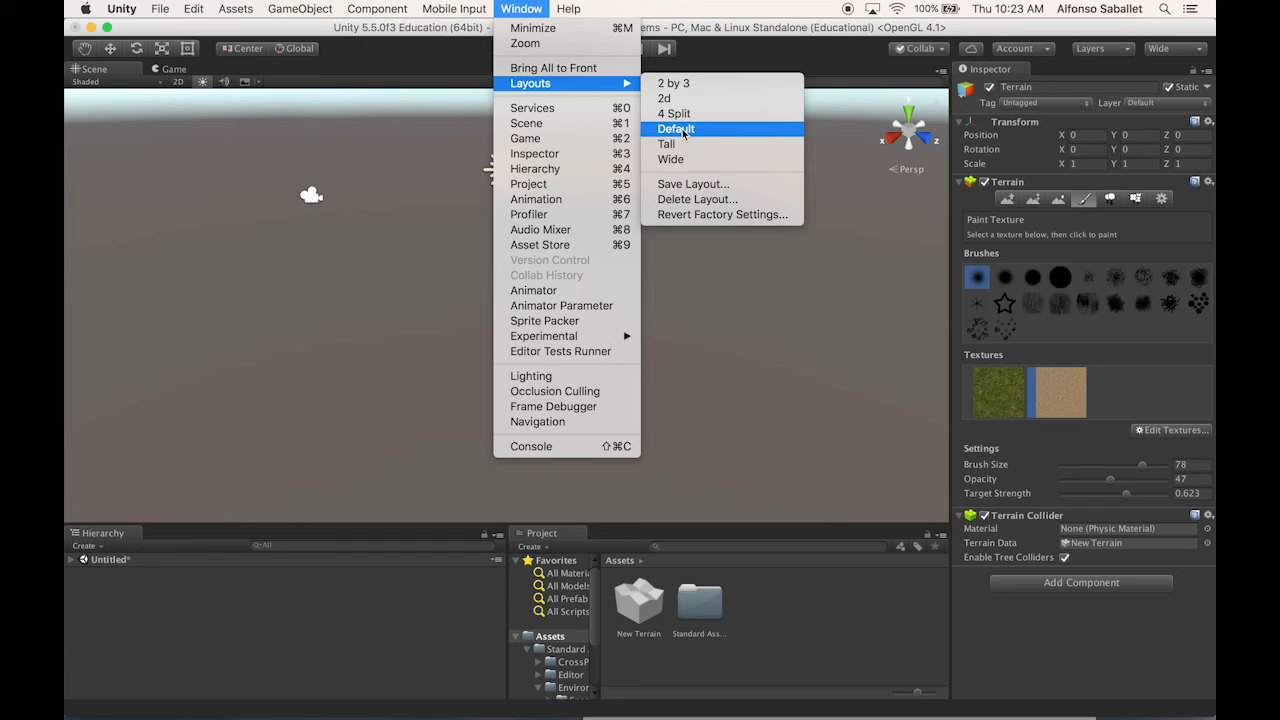 Unity File Edit Assets GameObject Component Mobile Input Window Help 100% Thu 10:23 AM Alfonso Saballet
Unity 5.5.0f3 Education (64bit) - ems - PC, Mac & Linux Standalone (Education) <OpenGL 4.1>
Center Global Collab Account Layers Wide
Scene Game
Shaded 2D
Persp
x y z
Minimize ⌘M
Zoom
Bring All to Front
Layouts
Services ⌘0
Scene ⌘1
Game ⌘2
Inspector ⌘3
Hierarchy ⌘4
Project ⌘5
Animation ⌘6
Profiler ⌘7
Audio Mixer ⌘8
Asset Store ⌘9
Version Control
Collab History
Animator
Animator Parameter
Sprite Packer
Experimental
Editor Tests Runner
Lighting
Occlusion Culling
Frame Debugger
Navigation
Console ⇧⌘C
2 by 3
2d
4 Split
Default
Tall
Wide
Save Layout...
Delete Layout...
Revert Factory Settings...
Inspector
Terrain Static
Tag Untagged Layer Default
Transform
Position X 0 Y 0 Z 0
Rotation X 0 Y 0 Z 0
Scale X 1 Y 1 Z 1
Terrain
Paint Texture
Select a texture below, then click to paint
Brushes
Textures
Edit Textures...
Settings
Brush Size 78
Opacity 47
Target Strength 0.623
Terrain Collider
Material None (Physic Material)
Terrain Data New Terrain
Enable Tree Colliders
Add Component
Hierarchy
Create All
Untitled*
Project
Create
Favorites
All Materi
All Models
All Prefab
All Scripts
Assets
Standard
CrossP
Editor
Enviror
Assets
New Terrain
Standard Ass...